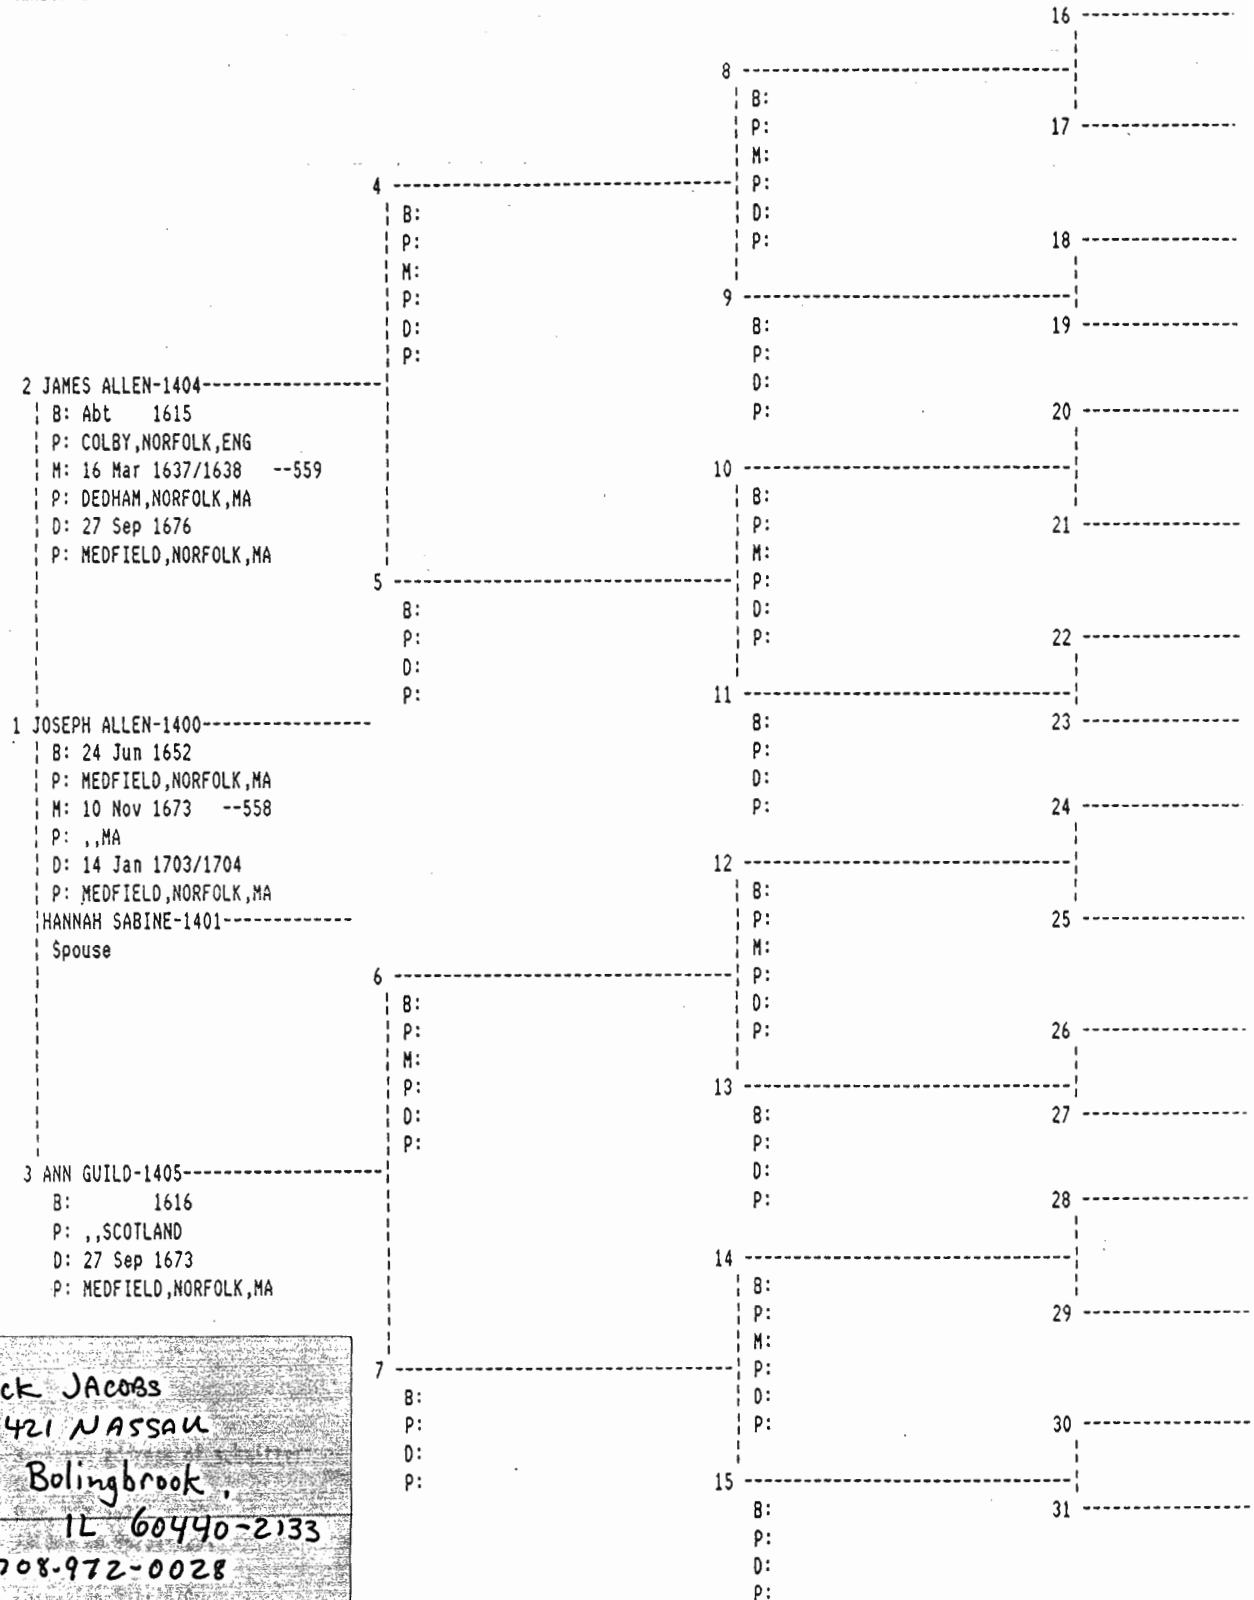 16
8
B:
P:
17
M:
4
P:
B:
D:
P:
P:
18
M:
P:
9
D:
B:
19
P:
P:
2 JAMES ALLEN-1404
D:
B: Abt 1615
P:
20
P: COLBY,NORFOLK,ENG
M: 16 Mar 1637/1638 --559
10
P: DEDHAM,NORFOLK,MA
B:
D: 27 Sep 1676
P:
21
P: MEDFIELD,NORFOLK,MA
M:
5
P:
B:
D:
P:
P:
22
D:
P:
11
1 JOSEPH ALLEN-1400
B:
23
B: 24 Jun 1652
P:
P: MEDFIELD,NORFOLK,MA
D:
M: 10 Nov 1673 --558
P:
24
P: ,,MA
D: 14 Jan 1703/1704
12
P: MEDFIELD,NORFOLK,MA
B:
HANNAH SABINE-1401
P:
25
Spouse
M:
6
P:
B:
D:
P:
P:
26
M:
P:
13
D:
B:
27
P:
P:
3 ANN GUILD-1405
D:
B: 1616
P:
28
P: ,,SCOTLAND
D: 27 Sep 1673
14
P: MEDFIELD,NORFOLK,MA
B:
P:
29
M:
7
P:
B:
D:
P:
P:
30
D:
P:
15
B:
31
P:
D:
P:
ck JACOBS
421 NASSAU
Bolingbrook,
IL 60440-2133
708-972-0028